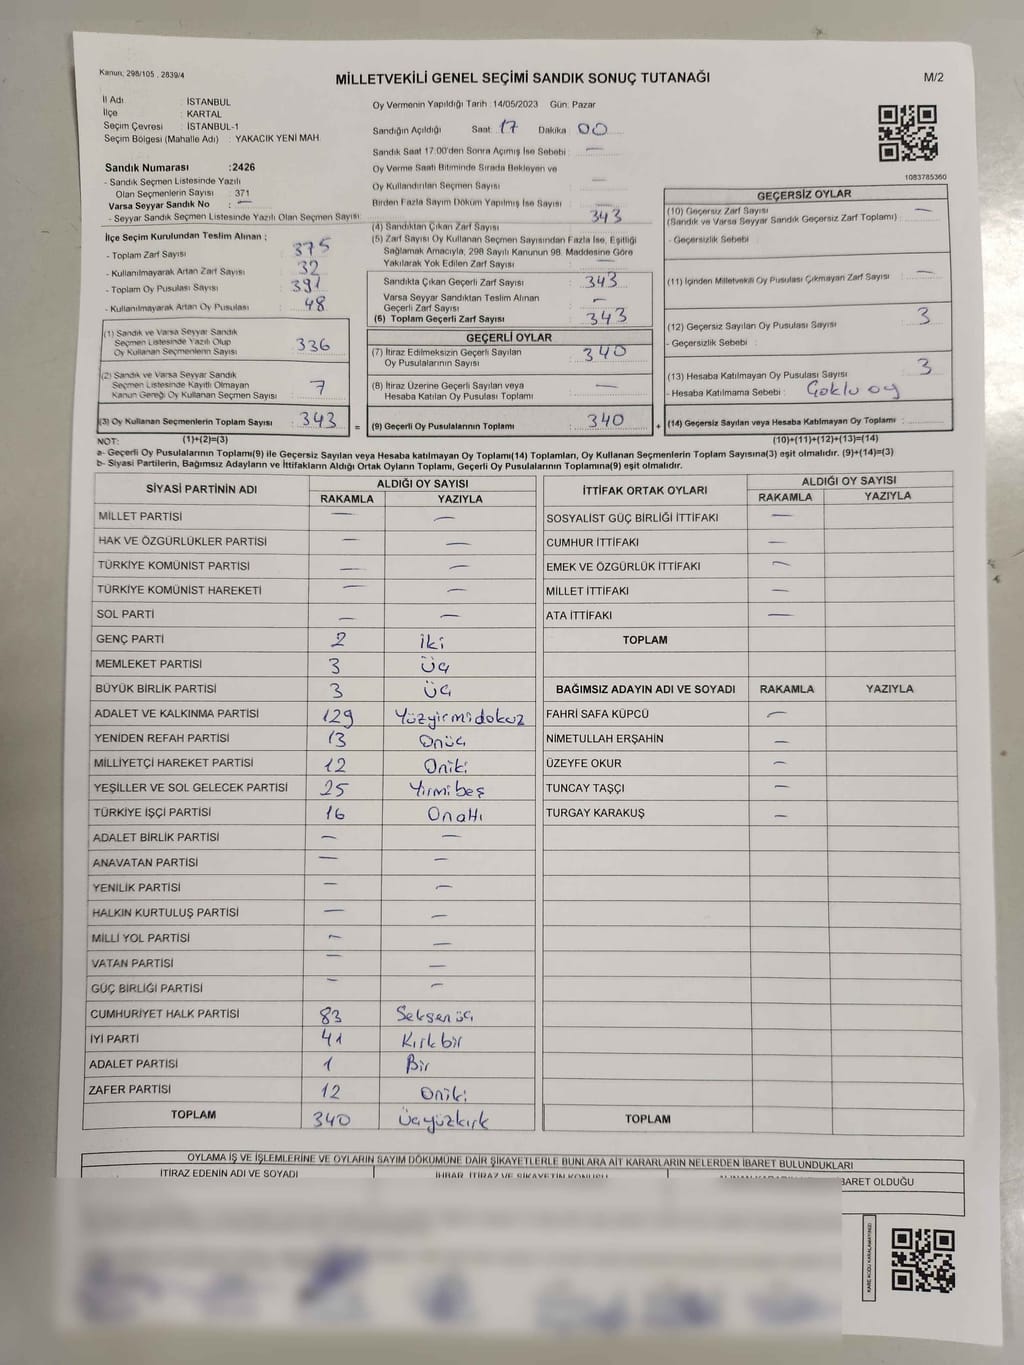 Kanun, 298/105 , 2839/4
MİLLETVEKİLİ GENEL SEÇİMİ SANDIK SONUÇ TUTANAĞI
M/2
İl Adı : İSTANBUL
İlçe : KARTAL
Seçim Çevresi : İSTANBUL-1
Seçim Bölgesi (Mahalle Adı) : YAKACIK YENİ MAH
Sandık Numarası :2426
- Sandık Seçmen Listesinde Yazılı
Olan Seçmenlerin Sayısı : 371
Varsa Seyyar Sandık No : —
- Seyyar Sandık Seçmen Listesinde Yazılı Olan Seçmen Sayısı
Oy Vermenin Yapıldığı Tarih :14/05/2023 Gün: Pazar
Sandığın Açıldığı Saat: 17 Dakika: 00
Sandık Saat 17:00'den Sonra Açımış İse Sebebi : —
Oy Verme Saati Bitiminde Sırada Bekleyen ve
Oy Kullandırılan Seçmen Sayısı —
Birden Fazla Sayım Döküm Yapılmış İse Sayısı —
1083785360
İlçe Seçim Kurulundan Teslim Alınan ;
- Toplam Zarf Sayısı : 375
- Kullanılmayarak Artan Zarf Sayısı : 32
- Toplam Oy Pusulası Sayısı : 391
- Kullanılmayarak Artan Oy Pusulası : 48
(1) Sandık ve Varsa Seyyar Sandık
Seçmen Listesinde Yazılı Olup
Oy Kullanan Seçmenlerin Sayısı : 336
(2) Sandık ve Varsa Seyyar Sandık
Seçmen Listesinde Kayıtlı Olmayan
Kanun Gereği Oy Kullanan Seçmen Sayısı : 7
(3) Oy Kullanan Seçmenlerin Toplam Sayısı : 343
(4) Sandıktan Çıkan Zarf Sayısı : 343
(5) Zarf Sayısı Oy Kullanan Seçmen Sayısından Fazla İse, Eşitliği
Sağlamak Amacıyla, 298 Sayılı Kanunun 98. Maddesine Göre
Yakılarak Yok Edilen Zarf Sayısı : —
Sandıkta Çıkan Geçerli Zarf Sayısı : 343
Varsa Seyyar Sandıktan Teslim Alınan
Geçerli Zarf Sayısı : —
(6) Toplam Geçerli Zarf Sayısı : 343
GEÇERLİ OYLAR
(7) İtiraz Edilmeksizin Geçerli Sayılan
Oy Pusulalarının Sayısı : 340
(8) İtiraz Üzerine Geçerli Sayılan veya
Hesaba Katılan Oy Pusulası Toplamı : —
= (9) Geçerli Oy Pusulalarının Toplamı : 340 +
GEÇERSİZ OYLAR
(10) Geçersiz Zarf Sayısı : —
(Sandık ve Varsa Seyyar Sandık Geçersiz Zarf Toplamı)
- Geçersizlik Sebebi :
(11) İçinden Milletvekili Oy Pusulası Çıkmayan Zarf Sayısı : —
(12) Geçersiz Sayılan Oy Pusulası Sayısı : 3
- Geçersizlik Sebebi :
(13) Hesaba Katılmayan Oy Pusulası Sayısı : 3
- Hesaba Katılmama Sebebi : Çoklu oy
(14) Geçersiz Sayılan veya Hesaba Katılmayan Oy Toplamı :
NOT: (1)+(2)=(3) (10)+(11)+(12)+(13)=(14)
a- Geçerli Oy Pusulalarının Toplamı(9) ile Geçersiz Sayılan veya Hesaba katılmayan Oy Toplamı(14) Toplamları, Oy Kullanan Seçmenlerin Toplam Sayısına(3) eşit olmalıdır. (9)+(14)=(3)
b- Siyasi Partilerin, Bağımsız Adayların ve İttifakların Aldığı Ortak Oyların Toplamı, Geçerli Oy Pusulalarının Toplamına(9) eşit olmalıdır.
SİYASİ PARTİNİN ADI ALDIĞI OY SAYISI
RAKAMLA YAZIYLA
MİLLET PARTİSİ — —
HAK VE ÖZGÜRLÜKLER PARTİSİ — —
TÜRKİYE KOMÜNİST PARTİSİ — —
TÜRKİYE KOMÜNİST HAREKETİ — —
SOL PARTİ — —
GENÇ PARTİ 2 iki
MEMLEKET PARTİSİ 3 Üç
BÜYÜK BİRLİK PARTİSİ 3 Üç
ADALET VE KALKINMA PARTİSİ 129 Yüzyirmidokuz
YENİDEN REFAH PARTİSİ 13 Onüç
MİLLİYETÇİ HAREKET PARTİSİ 12 Oniki
YEŞİLLER VE SOL GELECEK PARTİSİ 25 Yirmibeş
TÜRKİYE İŞÇİ PARTİSİ 16 Onaltı
ADALET BİRLİK PARTİSİ — —
ANAVATAN PARTİSİ — —
YENİLİK PARTİSİ — —
HALKIN KURTULUŞ PARTİSİ — —
MİLLİ YOL PARTİSİ — —
VATAN PARTİSİ — —
GÜÇ BİRLİĞİ PARTİSİ — —
CUMHURİYET HALK PARTİSİ 83 Seksenüç
İYİ PARTİ 41 Kırkbir
ADALET PARTİSİ 1 Bir
ZAFER PARTİSİ 12 Oniki
TOPLAM 340 Üçyüzkırk
İTTİFAK ORTAK OYLARI ALDIĞI OY SAYISI
RAKAMLA YAZIYLA
SOSYALİST GÜÇ BİRLİĞİ İTTİFAKI —
CUMHUR İTTİFAKI —
EMEK VE ÖZGÜRLÜK İTTİFAKI —
MİLLET İTTİFAKI —
ATA İTTİFAKI —
TOPLAM
BAĞIMSIZ ADAYIN ADI VE SOYADI RAKAMLA YAZIYLA
FAHRİ SAFA KÜPCÜ —
NİMETULLAH ERŞAHİN —
ÜZEYFE OKUR —
TUNCAY TAŞÇI —
TURGAY KARAKUŞ —
TOPLAM
OYLAMA İŞ VE İŞLEMLERİNE VE OYLARIN SAYIM DÖKÜMÜNE DAİR ŞİKAYETLERLE BUNLARA AİT KARARLARIN NELERDEN İBARET BULUNDUKLARI
İTİRAZ EDENİN ADI VE SOYADI İHBAR, İTİRAZ VE ŞİKAYETİN KONUSU
BARET OLDUĞU
KARE KODU KARALAMAYINIZ!